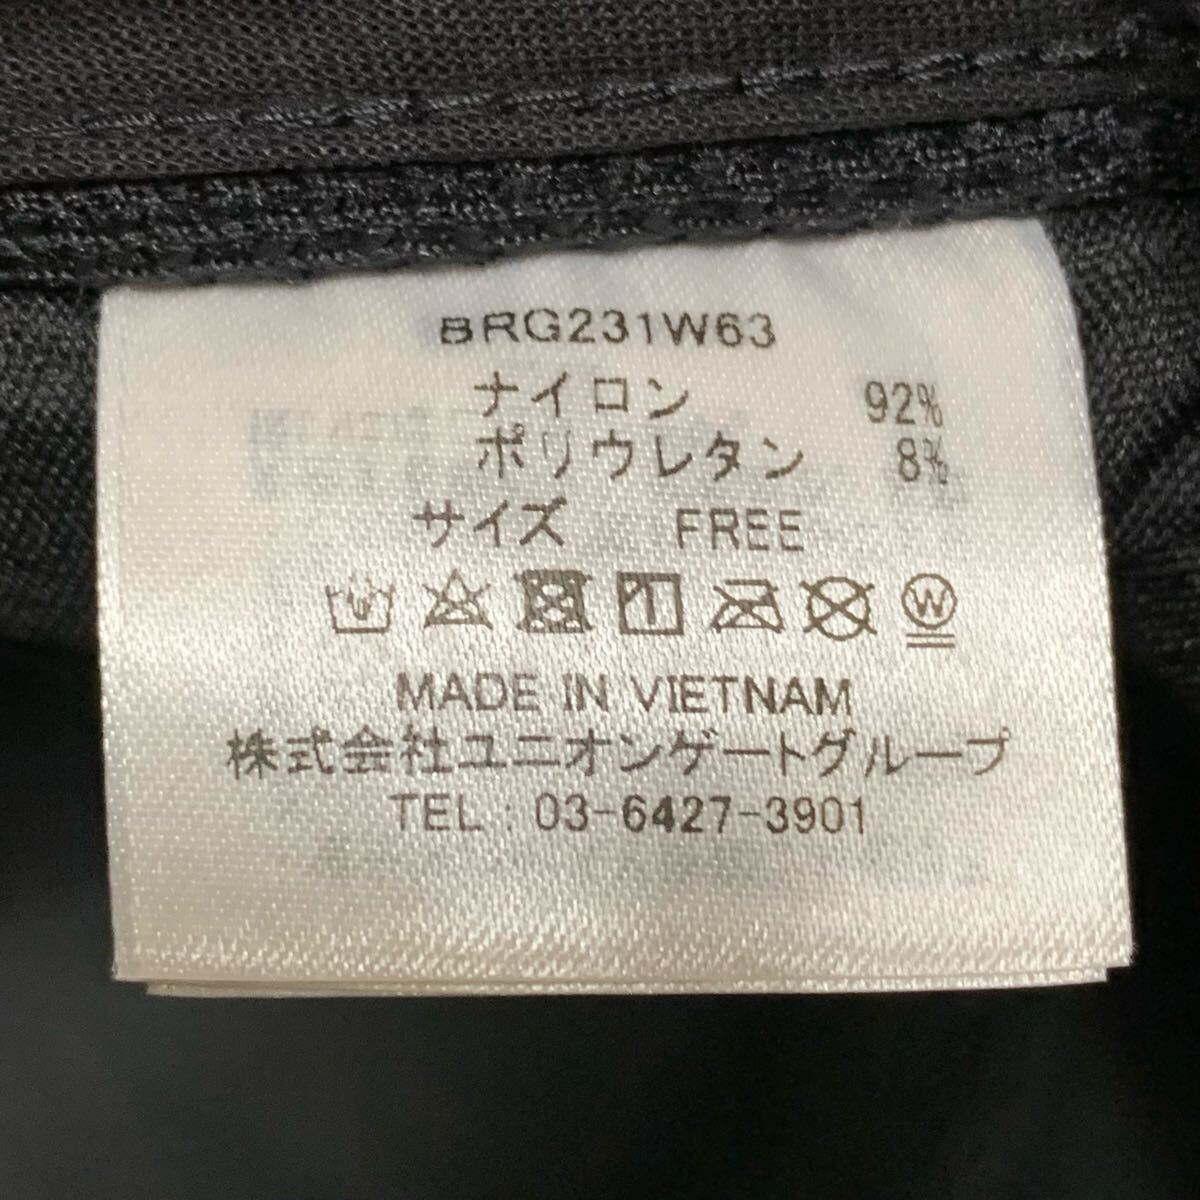 BRG231W63
ナイロン 92%
ポリウレタン 8%
サイズ FREE
W
MADE IN VIETNAM
株式会社ユニオンゲートグループ
TEL : 03-6427-3901